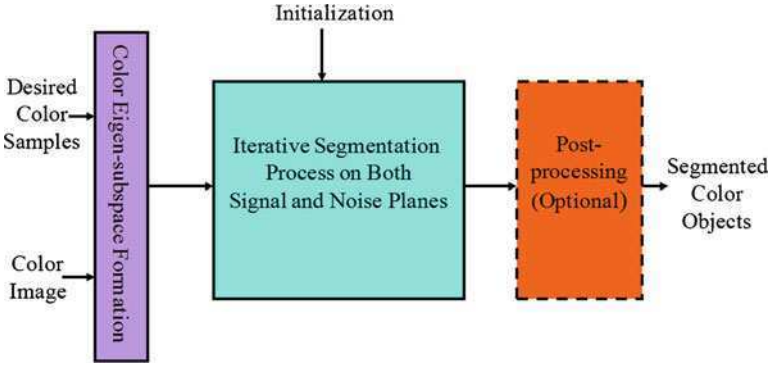 Initialization
Desired
Color
Samples
Color
Image
Color Eigen-subspace Formation
Iterative Segmentation
Process on Both
Signal and Noise Planes
Post-
processing
(Optional)
Segmented
Color
Objects